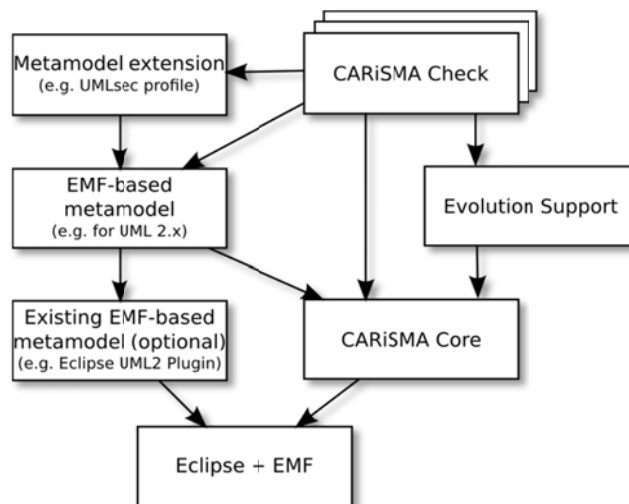 Metamodel extension
(e.g. UMLsec profile)
CARiSMA Check
EMF-based
metamodel
(e.g. for UML 2.x)
Evolution Support
Existing EMF-based
metamodel (optional)
(e.g. Eclipse UML2 Plugin)
CARiSMA Core
Eclipse + EMF